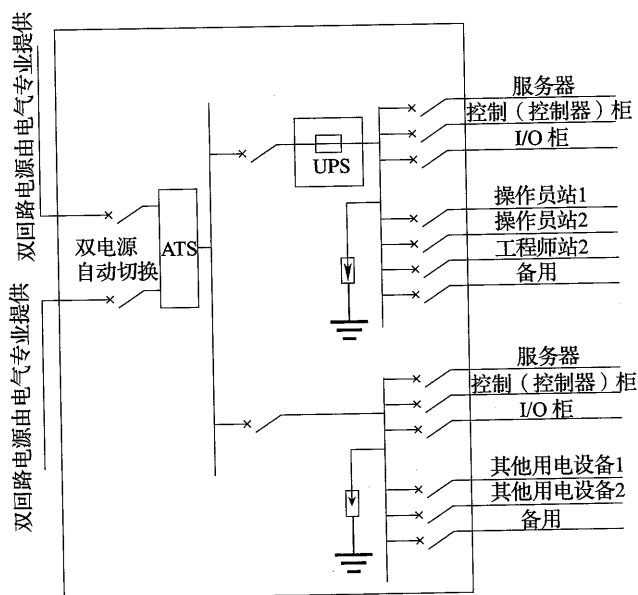 双回路电源由电气专业提供
双回路电源由电气专业提供
双电源
自动切换
ATS
UPS
服务器
控制（控制器）柜
I/O 柜
操作员站1
操作员站2
工程师站2
备用
服务器
控制（控制器）柜
I/O 柜
其他用电设备1
其他用电设备2
备用